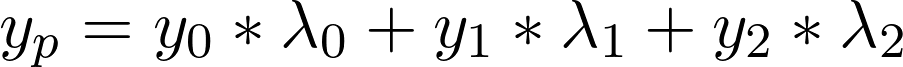 y_p = y_0 * λ_0 + y_1 * λ_1 + y_2 * λ_2